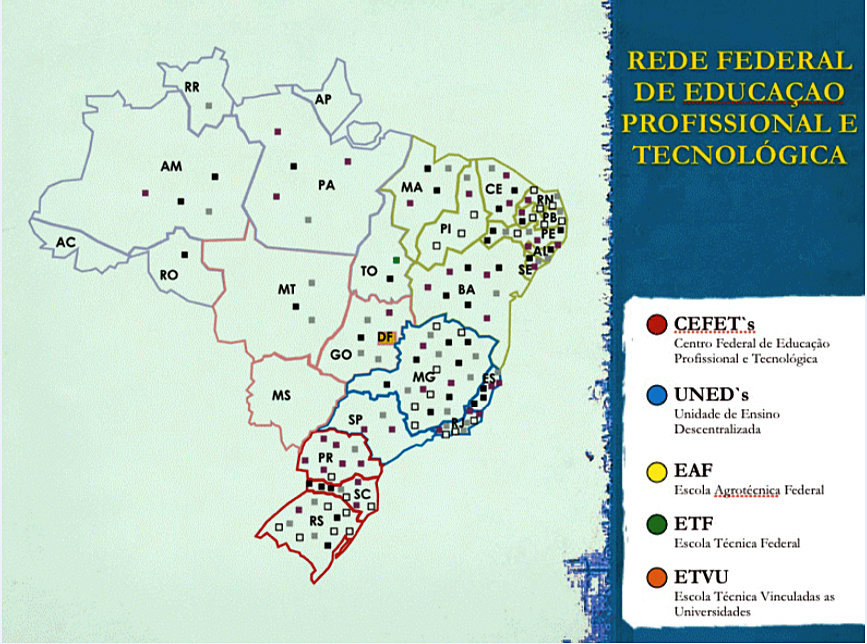 REDE FEDERAL
DE EDUCAÇAO
PROFISSIONAL E
TECNOLÓGICA
RR
AP
AM
PA
MA
CE
RN
PB
PE
PI
AL
SE
AC
RO
TO
MT
BA
DF
GO
MG
ES
MS
SP
RJ
PR
SC
RS
CEFET`s
Centro Federal de Educação
Profissional e Tecnológica
UNED`s
Unidade de Ensino
Descentralizada
EAF
Escola Agrotécnica Federal
ETF
Escola Técnica Federal
ETVU
Escola Técnica Vinculadas as
Universidades